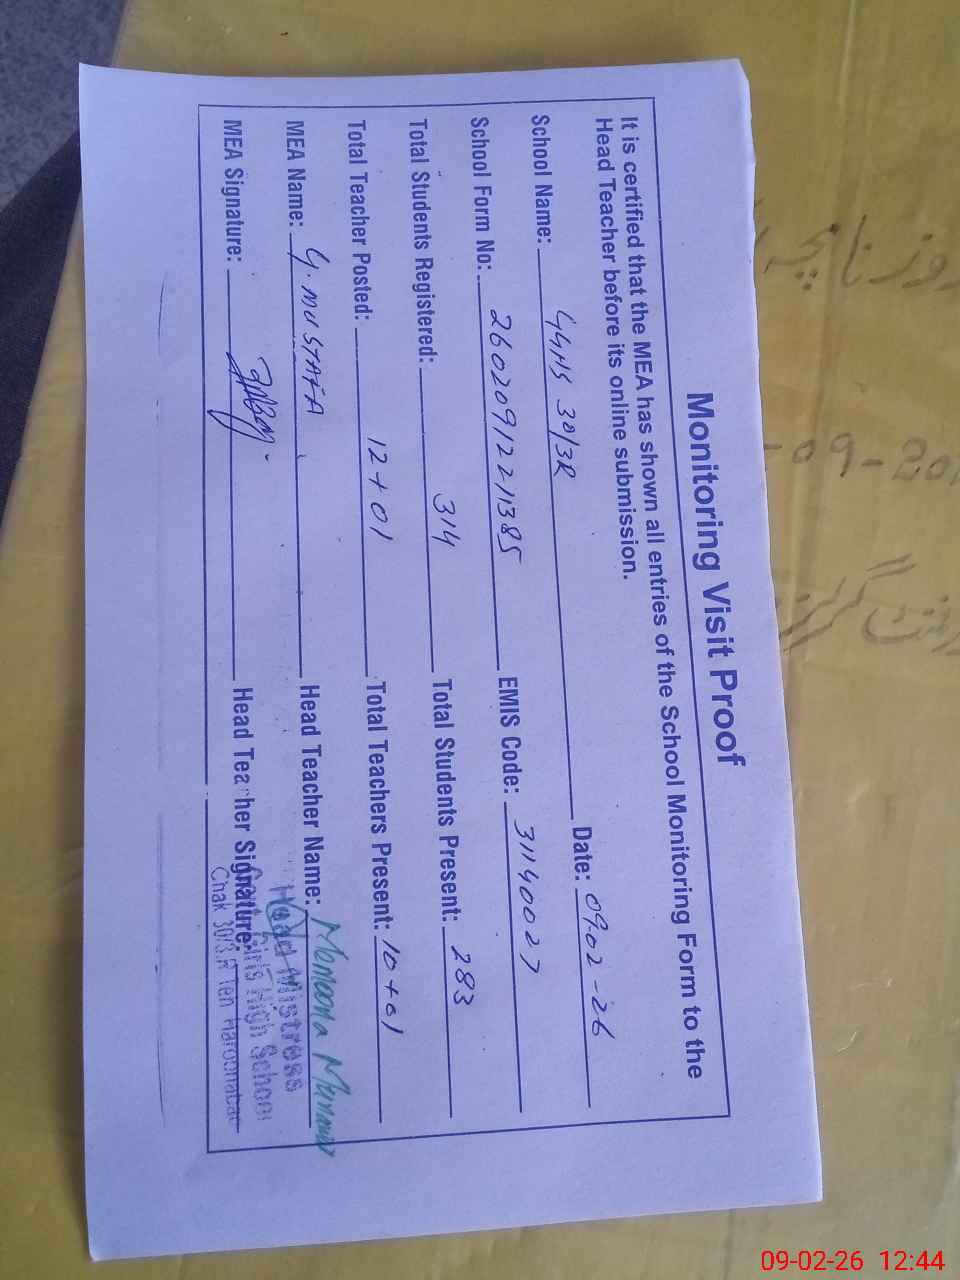 Monitoring Visit Proof
It is certified that the MEA has shown all entries of the School Monitoring Form to the
Head Teacher before its online submission.
School Name: GGHS 30/3R Date: 09.02-26
School Form No: 26020912211385 EMIS Code: 31140027
Total Students Registered: 314 Total Students Present: 283
Total Teacher Posted: 12+01 Total Teachers Present: 10+01
MEA Name: G. MUSTAFA Head Teacher Name:
MEA Signature: Head Teacher Signature:
Head Mistress
Girls High School
Chak 30/3.R Teh Haroonabad
روزنامچہ
09-02-26 12:44